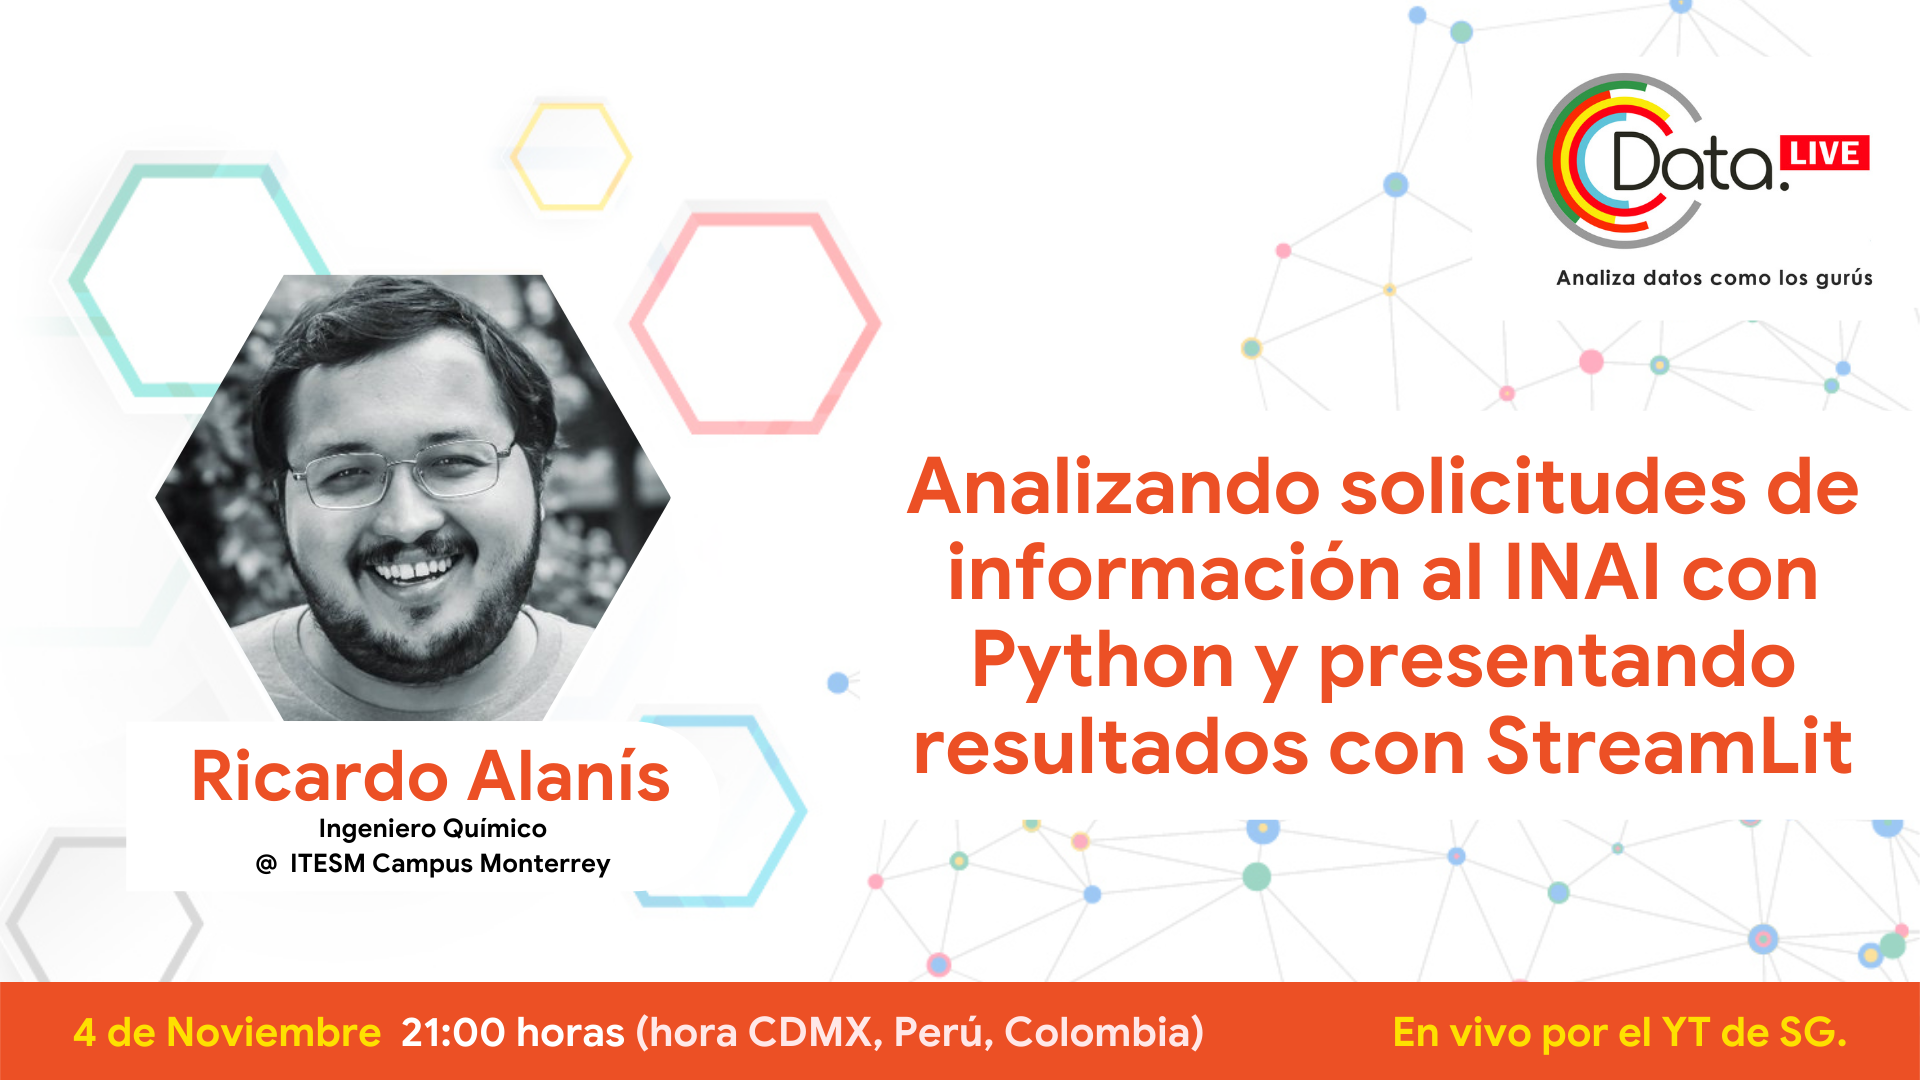 Data.
LIVE
Analiza datos como los gurús
Analizando solicitudes de
información al INAI con
Python y presentando
resultados con StreamLit
Ricardo Alanís
Ingeniero Químico
@ ITESM Campus Monterrey
4 de Noviembre 21:00 horas (hora CDMX, Perú, Colombia)
En vivo por el YT de SG.